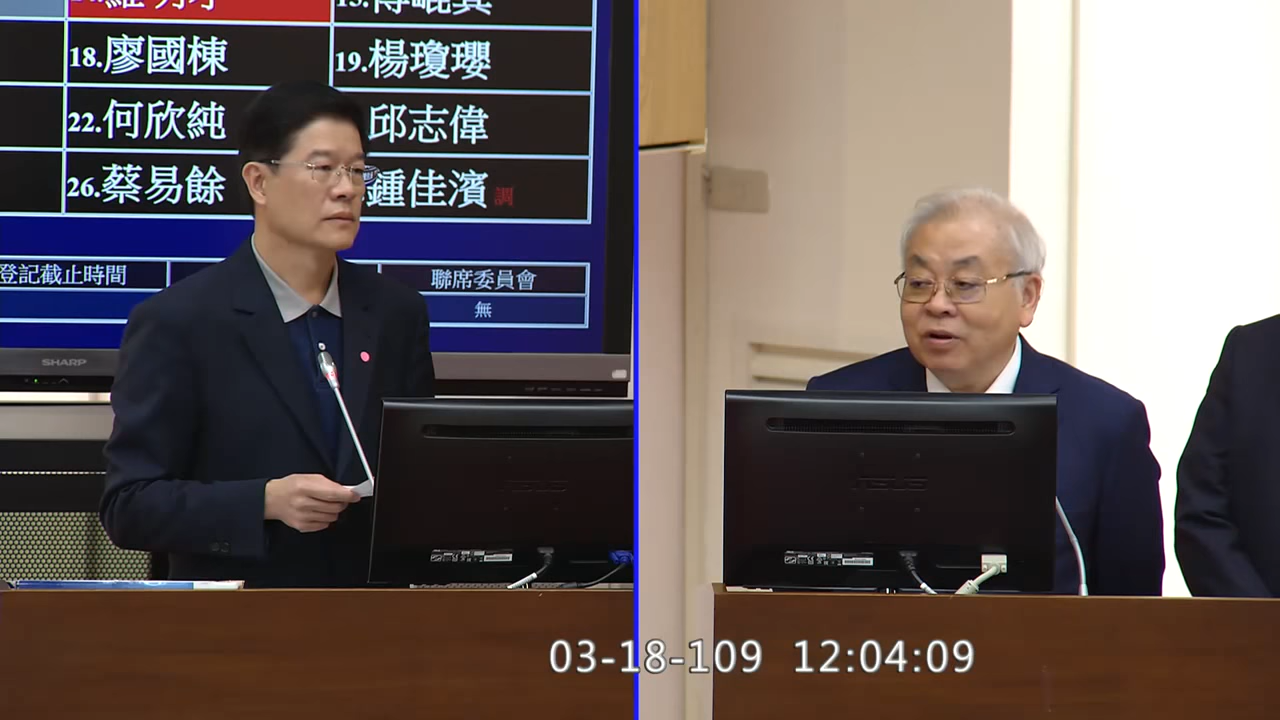 18.廖國棟 19.楊瓊瓔
22.何欣純 邱志偉
26.蔡易餘 鍾佳濱 調
登記截止時間 聯席委員會
無
SHARP
ASUS ASUS
03-18-109 12:04:09